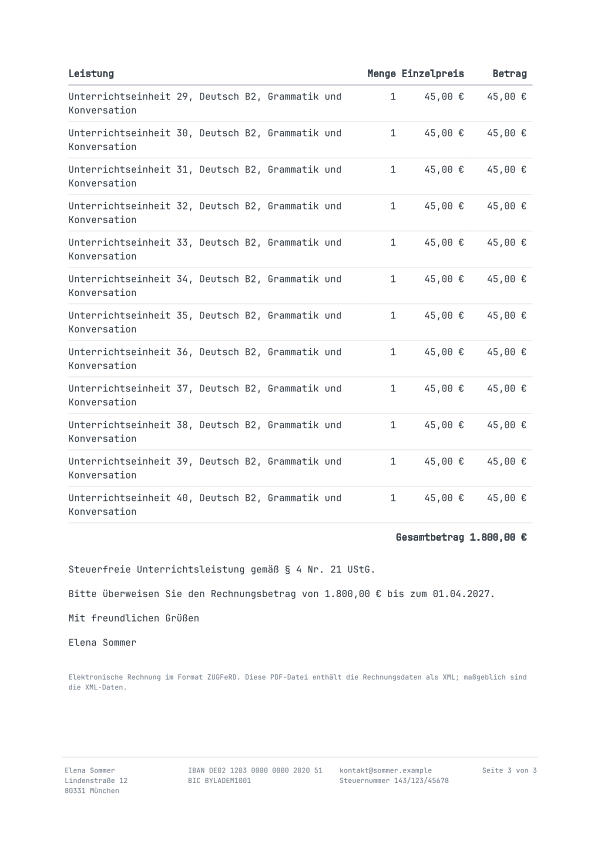 Leistung Menge Einzelpreis Betrag
Unterrichtseinheit 29, Deutsch B2, Grammatik und 1 45,00 € 45,00 €
Konversation
Unterrichtseinheit 30, Deutsch B2, Grammatik und 1 45,00 € 45,00 €
Konversation
Unterrichtseinheit 31, Deutsch B2, Grammatik und 1 45,00 € 45,00 €
Konversation
Unterrichtseinheit 32, Deutsch B2, Grammatik und 1 45,00 € 45,00 €
Konversation
Unterrichtseinheit 33, Deutsch B2, Grammatik und 1 45,00 € 45,00 €
Konversation
Unterrichtseinheit 34, Deutsch B2, Grammatik und 1 45,00 € 45,00 €
Konversation
Unterrichtseinheit 35, Deutsch B2, Grammatik und 1 45,00 € 45,00 €
Konversation
Unterrichtseinheit 36, Deutsch B2, Grammatik und 1 45,00 € 45,00 €
Konversation
Unterrichtseinheit 37, Deutsch B2, Grammatik und 1 45,00 € 45,00 €
Konversation
Unterrichtseinheit 38, Deutsch B2, Grammatik und 1 45,00 € 45,00 €
Konversation
Unterrichtseinheit 39, Deutsch B2, Grammatik und 1 45,00 € 45,00 €
Konversation
Unterrichtseinheit 40, Deutsch B2, Grammatik und 1 45,00 € 45,00 €
Konversation
Gesamtbetrag 1.800,00 €
Steuerfreie Unterrichtsleistung gemäß § 4 Nr. 21 UStG.
Bitte überweisen Sie den Rechnungsbetrag von 1.800,00 € bis zum 01.04.2027.
Mit freundlichen Grüßen
Elena Sommer
Elektronische Rechnung im Format ZUGFeRD. Diese PDF-Datei enthält die Rechnungsdaten als XML; maßgeblich sind
die XML-Daten.
Elena Sommer IBAN DE02 1203 0000 0000 2020 51 kontakt@sommer.example Seite 3 von 3
Lindenstraße 12 BIC BYLADEM1001 Steuernummer 143/123/45678
80331 München